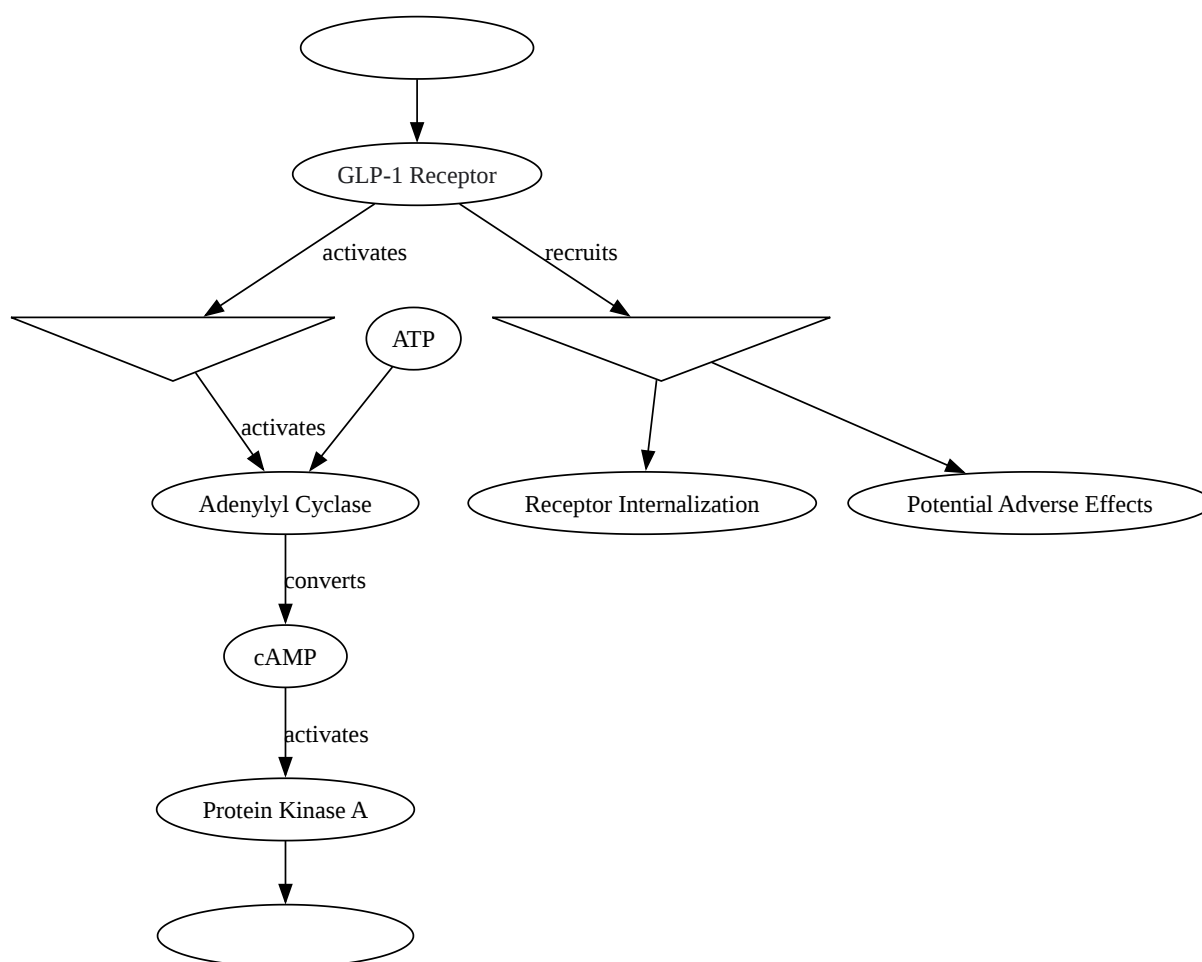 GLP-1 Receptor
activates
recruits
ATP
activates
Adenylyl Cyclase
Receptor Internalization
Potential Adverse Effects
converts
cAMP
activates
Protein Kinase A